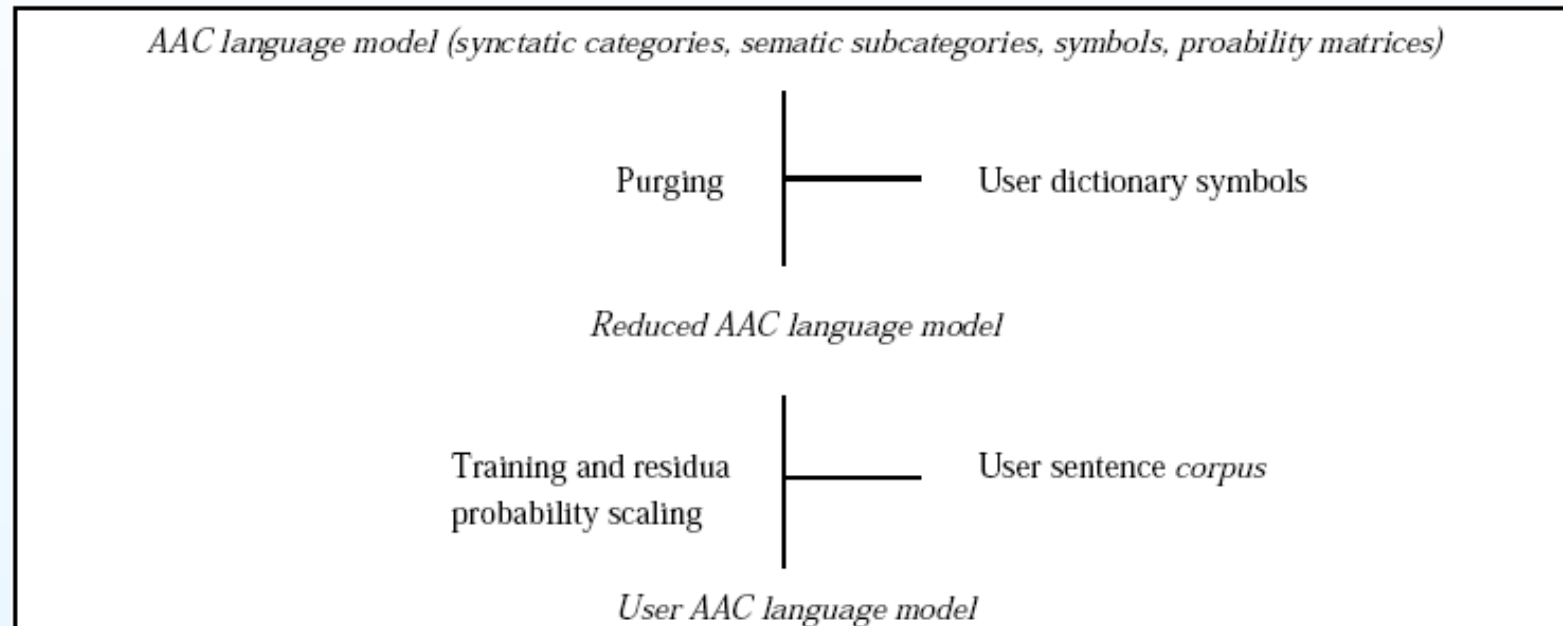 AAC language model (synctatic categories, sematic subcategories, symbols, proability matrices)
Purging
User dictionary symbols
Reduced AAC language model
Training and residua
probability scaling
User sentence corpus
User AAC language model